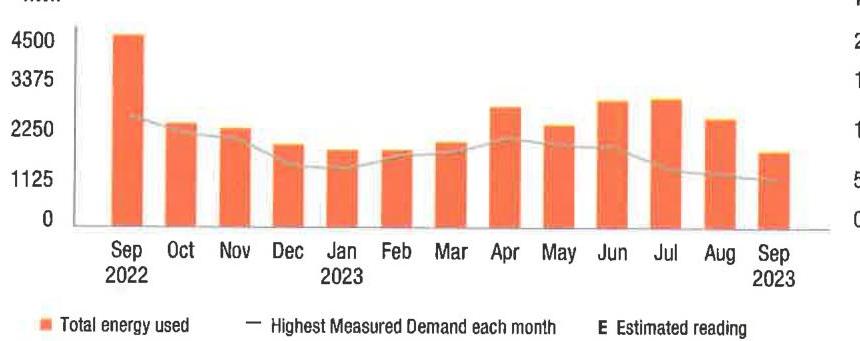 4500
3375
2250
1125
0
Sep Oct Nov Dec Jan Feb Mar Apr May Jun Jul Aug Sep
2022 2023 2023
Total energy used Highest Measured Demand each month E Estimated reading